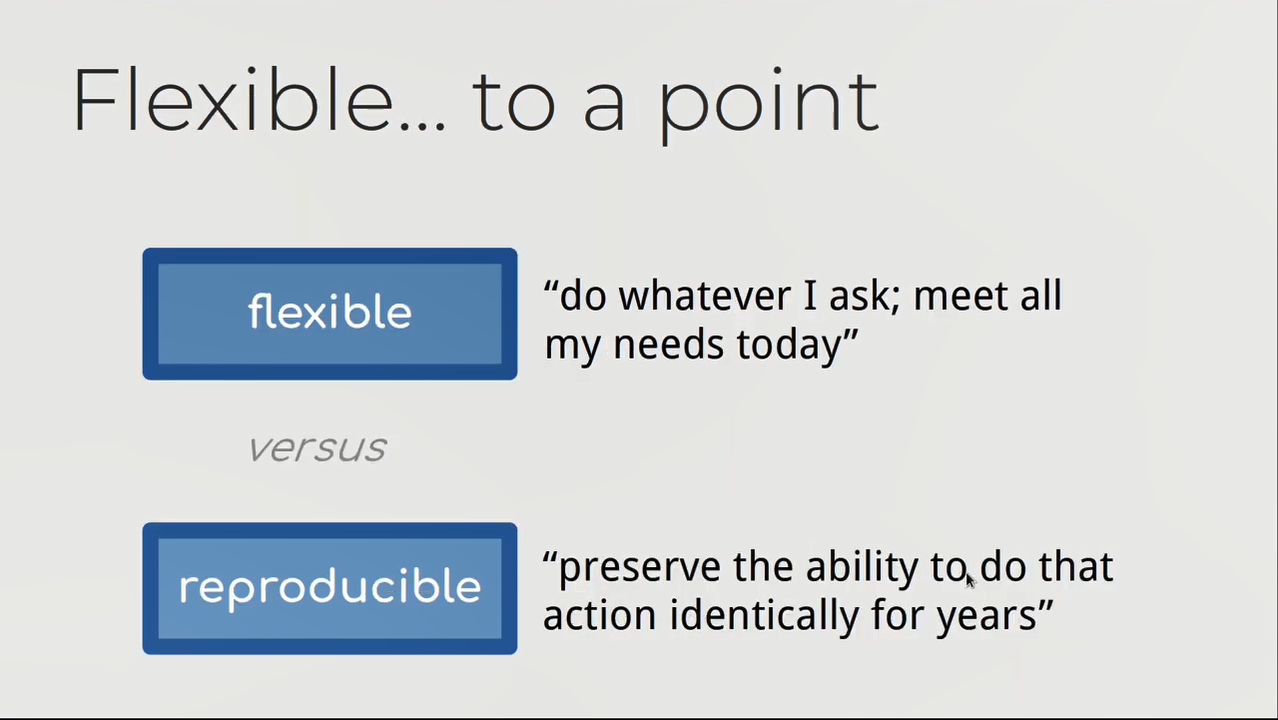 Flexible... to a point
flexible
“do whatever I ask; meet all
my needs today”
versus
reproducible
“preserve the ability to do that
action identically for years”